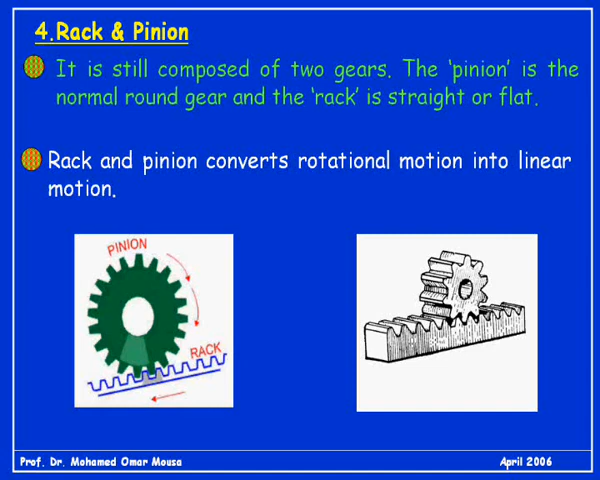 4.Rack & Pinion
It is still composed of two gears. The ‘pinion’ is the
normal round gear and the ‘rack’ is straight or flat.
Rack and pinion converts rotational motion into linear
motion.
PINION
RACK
Prof. Dr. Mohamed Omar Mousa
April 2006